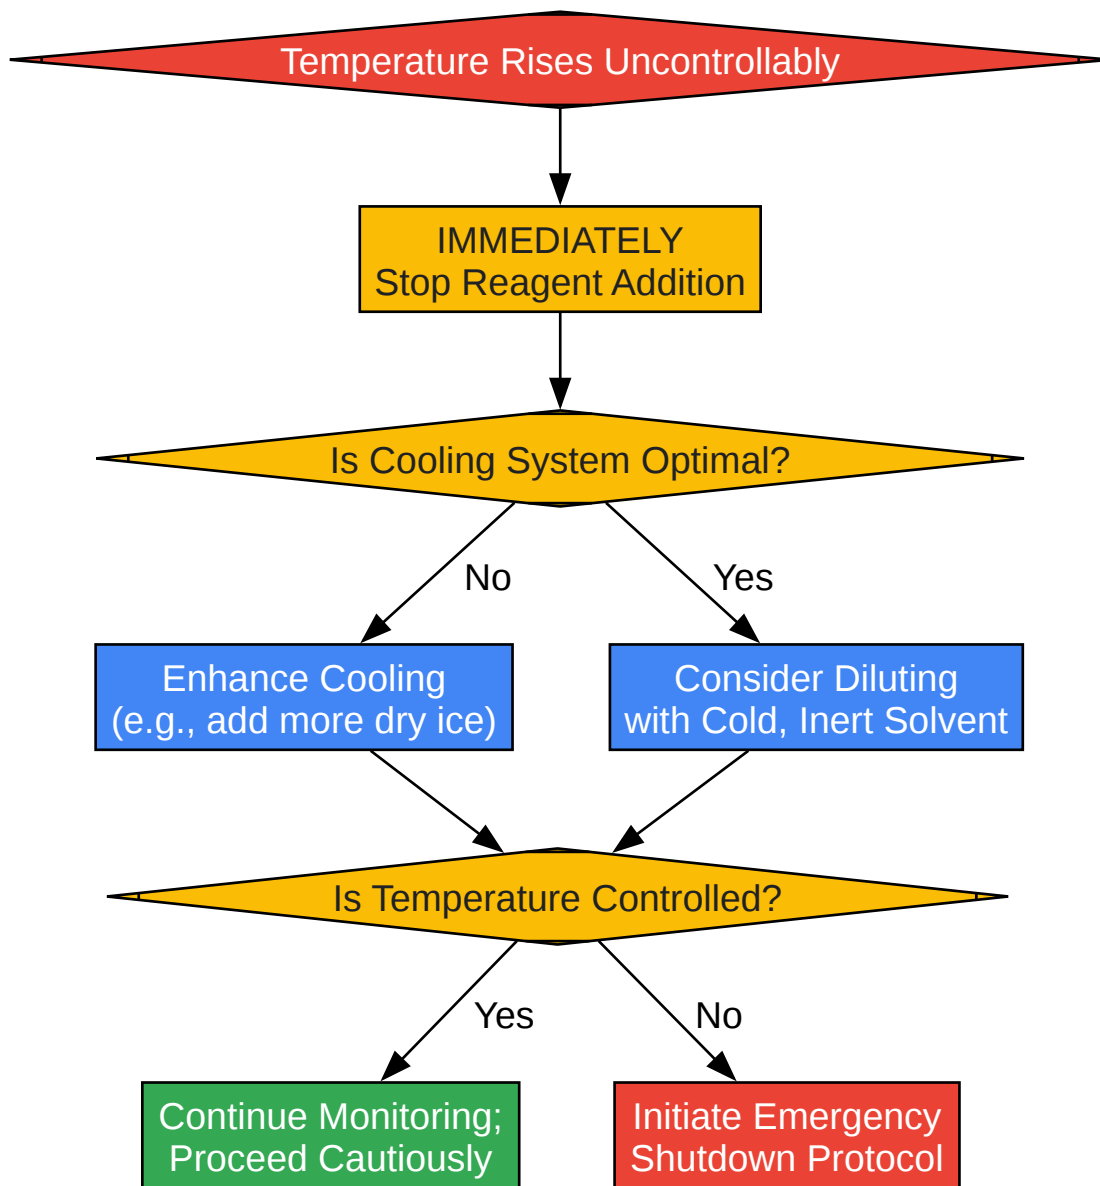 Temperature Rises Uncontrollably
IMMEDIATELY
Stop Reagent Addition
Is Cooling System Optimal?
No
Yes
Enhance Cooling
(e.g., add more dry ice)
Consider Diluting
with Cold, Inert Solvent
Is Temperature Controlled?
Yes
No
Continue Monitoring;
Proceed Cautiously
Initiate Emergency
Shutdown Protocol